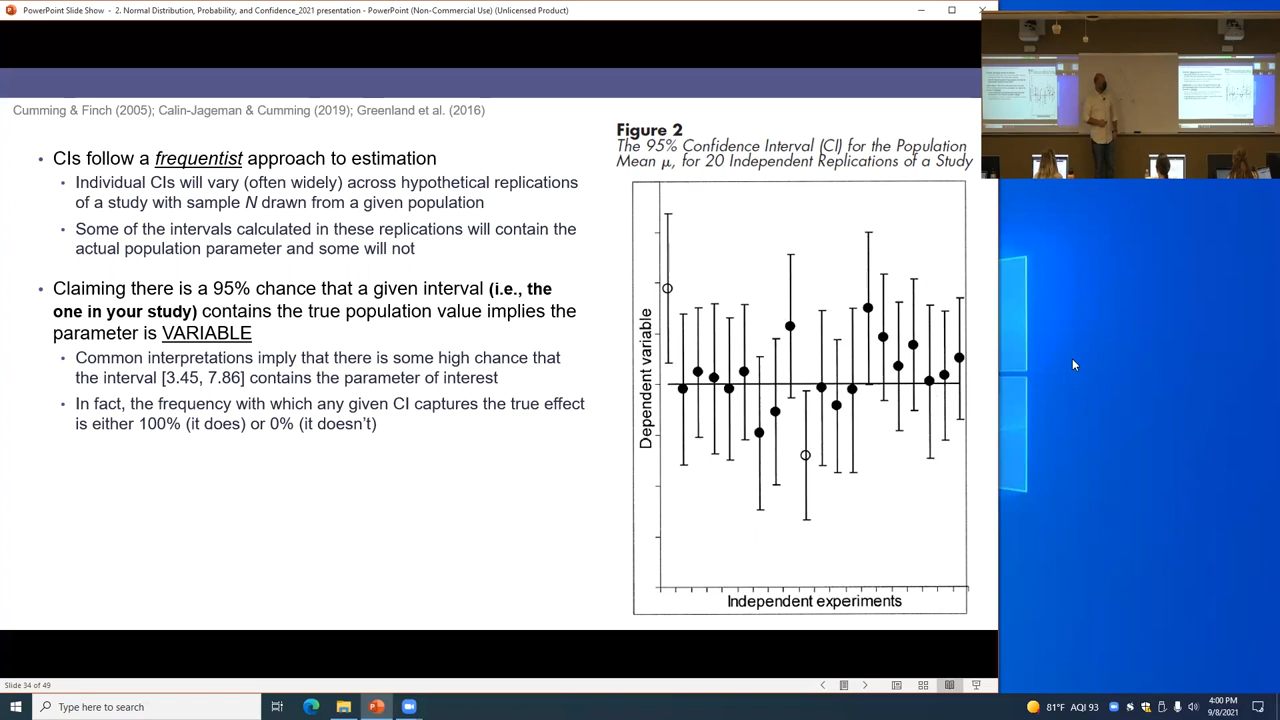 PowerPoint Slide Show - 2. Normal Distribution, Probability, and Confidence_2021 presentation - PowerPoint (Non-Commercial Use) (Unlicensed Product)
Cumming & Finch (2005); Calin-Jageman & Cumming (2019); Greenland et al. (2016)
• CIs follow a frequentist approach to estimation
• Individual CIs will vary (often widely) across hypothetical replications
of a study with sample N drawn from a given population
• Some of the intervals calculated in these replications will contain the
actual population parameter and some will not
• Claiming there is a 95% chance that a given interval (i.e., the
one in your study) contains the true population value implies the
parameter is VARIABLE
• Common interpretations imply that there is some high chance that
the interval [3.45, 7.86] contains the parameter of interest
• In fact, the frequency with which any given CI captures the true effect
is either 100% (it does) or 0% (it doesn't)
Figure 2
The 95% Confidence Interval (CI) for the Population
Mean µ, for 20 Independent Replications of a Study
Dependent variable
Independent experiments
Slide 34 of 49
Type here to search
81°F AQI 93
4:00 PM
9/8/2021